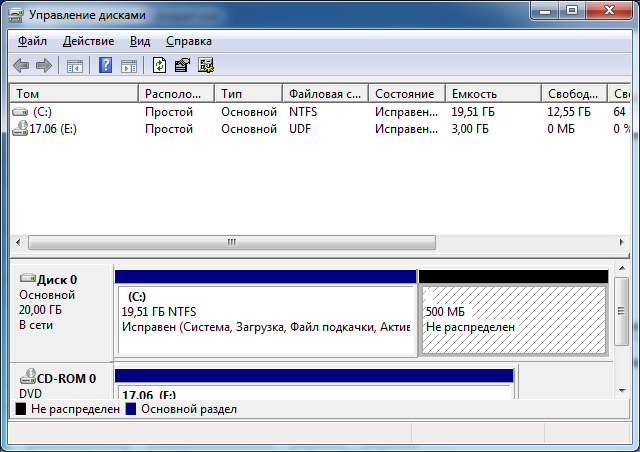 Управление дисками
Файл Действие Вид Справка
Том Располо... Тип Файловая с... Состояние Емкость Свобод... Сво
(C:) Простой Основной NTFS Исправен... 19,51 ГБ 12,55 ГБ 64
17.06 (E:) Простой Основной UDF Исправен... 3,00 ГБ 0 МБ 0 %
Диск 0
Основной
20,00 ГБ
В сети
(C:)
19,51 ГБ NTFS
Исправен (Система, Загрузка, Файл подкачки, Актив
500 МБ
Не распределен
CD-ROM 0
DVD
17.06 (E:)
Не распределен Основной раздел